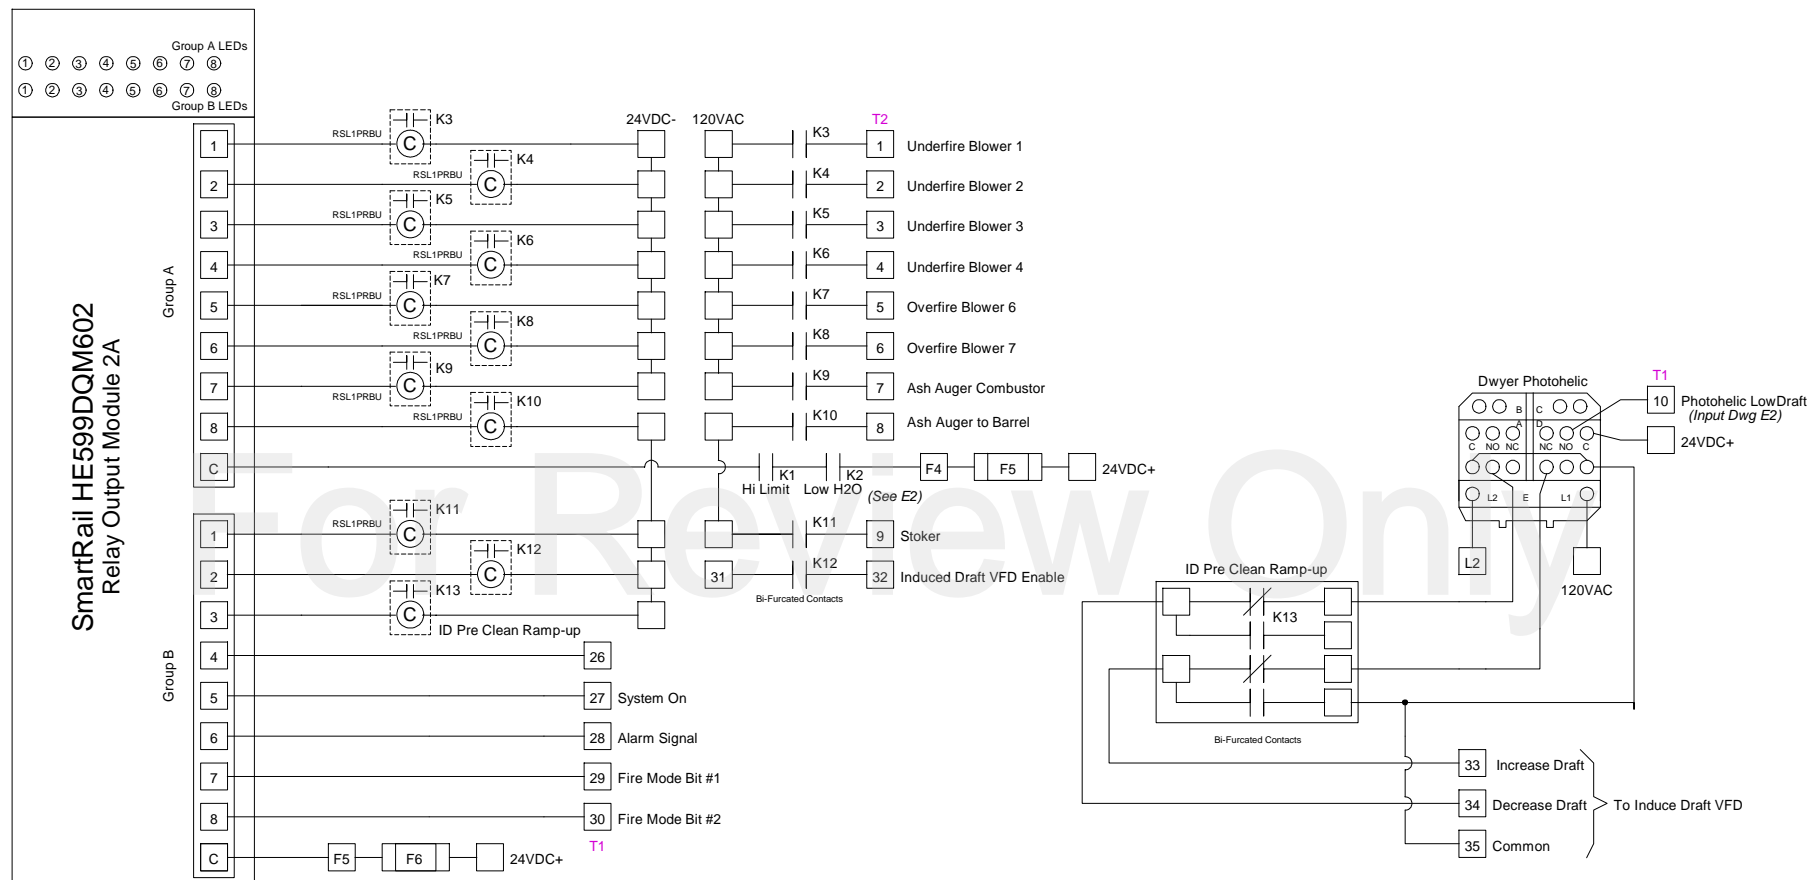 Group A LEDs
1 2 3 4 5 6 7 8
1 2 3 4 5 6 7 8
Group B LEDs
SmartRail HE599DQM602
Relay Output Module 2A
Group A
Group B
24VDC- 120VAC T2
1 RSL1PRBU C K3 K3 1 Underfire Blower 1
2 RSL1PRBU C K4 K4 2 Underfire Blower 2
3 RSL1PRBU C K5 K5 3 Underfire Blower 3
4 RSL1PRBU C K6 K6 4 Underfire Blower 4
5 RSL1PRBU C K7 K7 5 Overfire Blower 6
6 RSL1PRBU C K8 K8 6 Overfire Blower 7
7 RSL1PRBU C K9 K9 7 Ash Auger Combustor
8 RSL1PRBU C K10 K10 8 Ash Auger to Barrel
C K1 K2 F4 F5 24VDC+
Hi Limit Low H2O (See E2)
1 RSL1PRBU C K11 K11 9 Stoker
2 C K12 31 K12 32 Induced Draft VFD Enable
Bi-Furcated Contacts
3 C K13 ID Pre Clean Ramp-up
4 26
5 27 System On
6 28 Alarm Signal
7 29 Fire Mode Bit #1
8 30 Fire Mode Bit #2
T1
C F5 F6 24VDC+
Dwyer Photohelic
T1
10 Photohelic LowDraft
(Input Dwg E2)
B C
A D
C NO NC NC NO C
24VDC+
L2 E L1
L2
120VAC
ID Pre Clean Ramp-up
K13
Bi-Furcated Contacts
33 Increase Draft
34 Decrease Draft
To Induce Draft VFD
35 Common
For Review Only